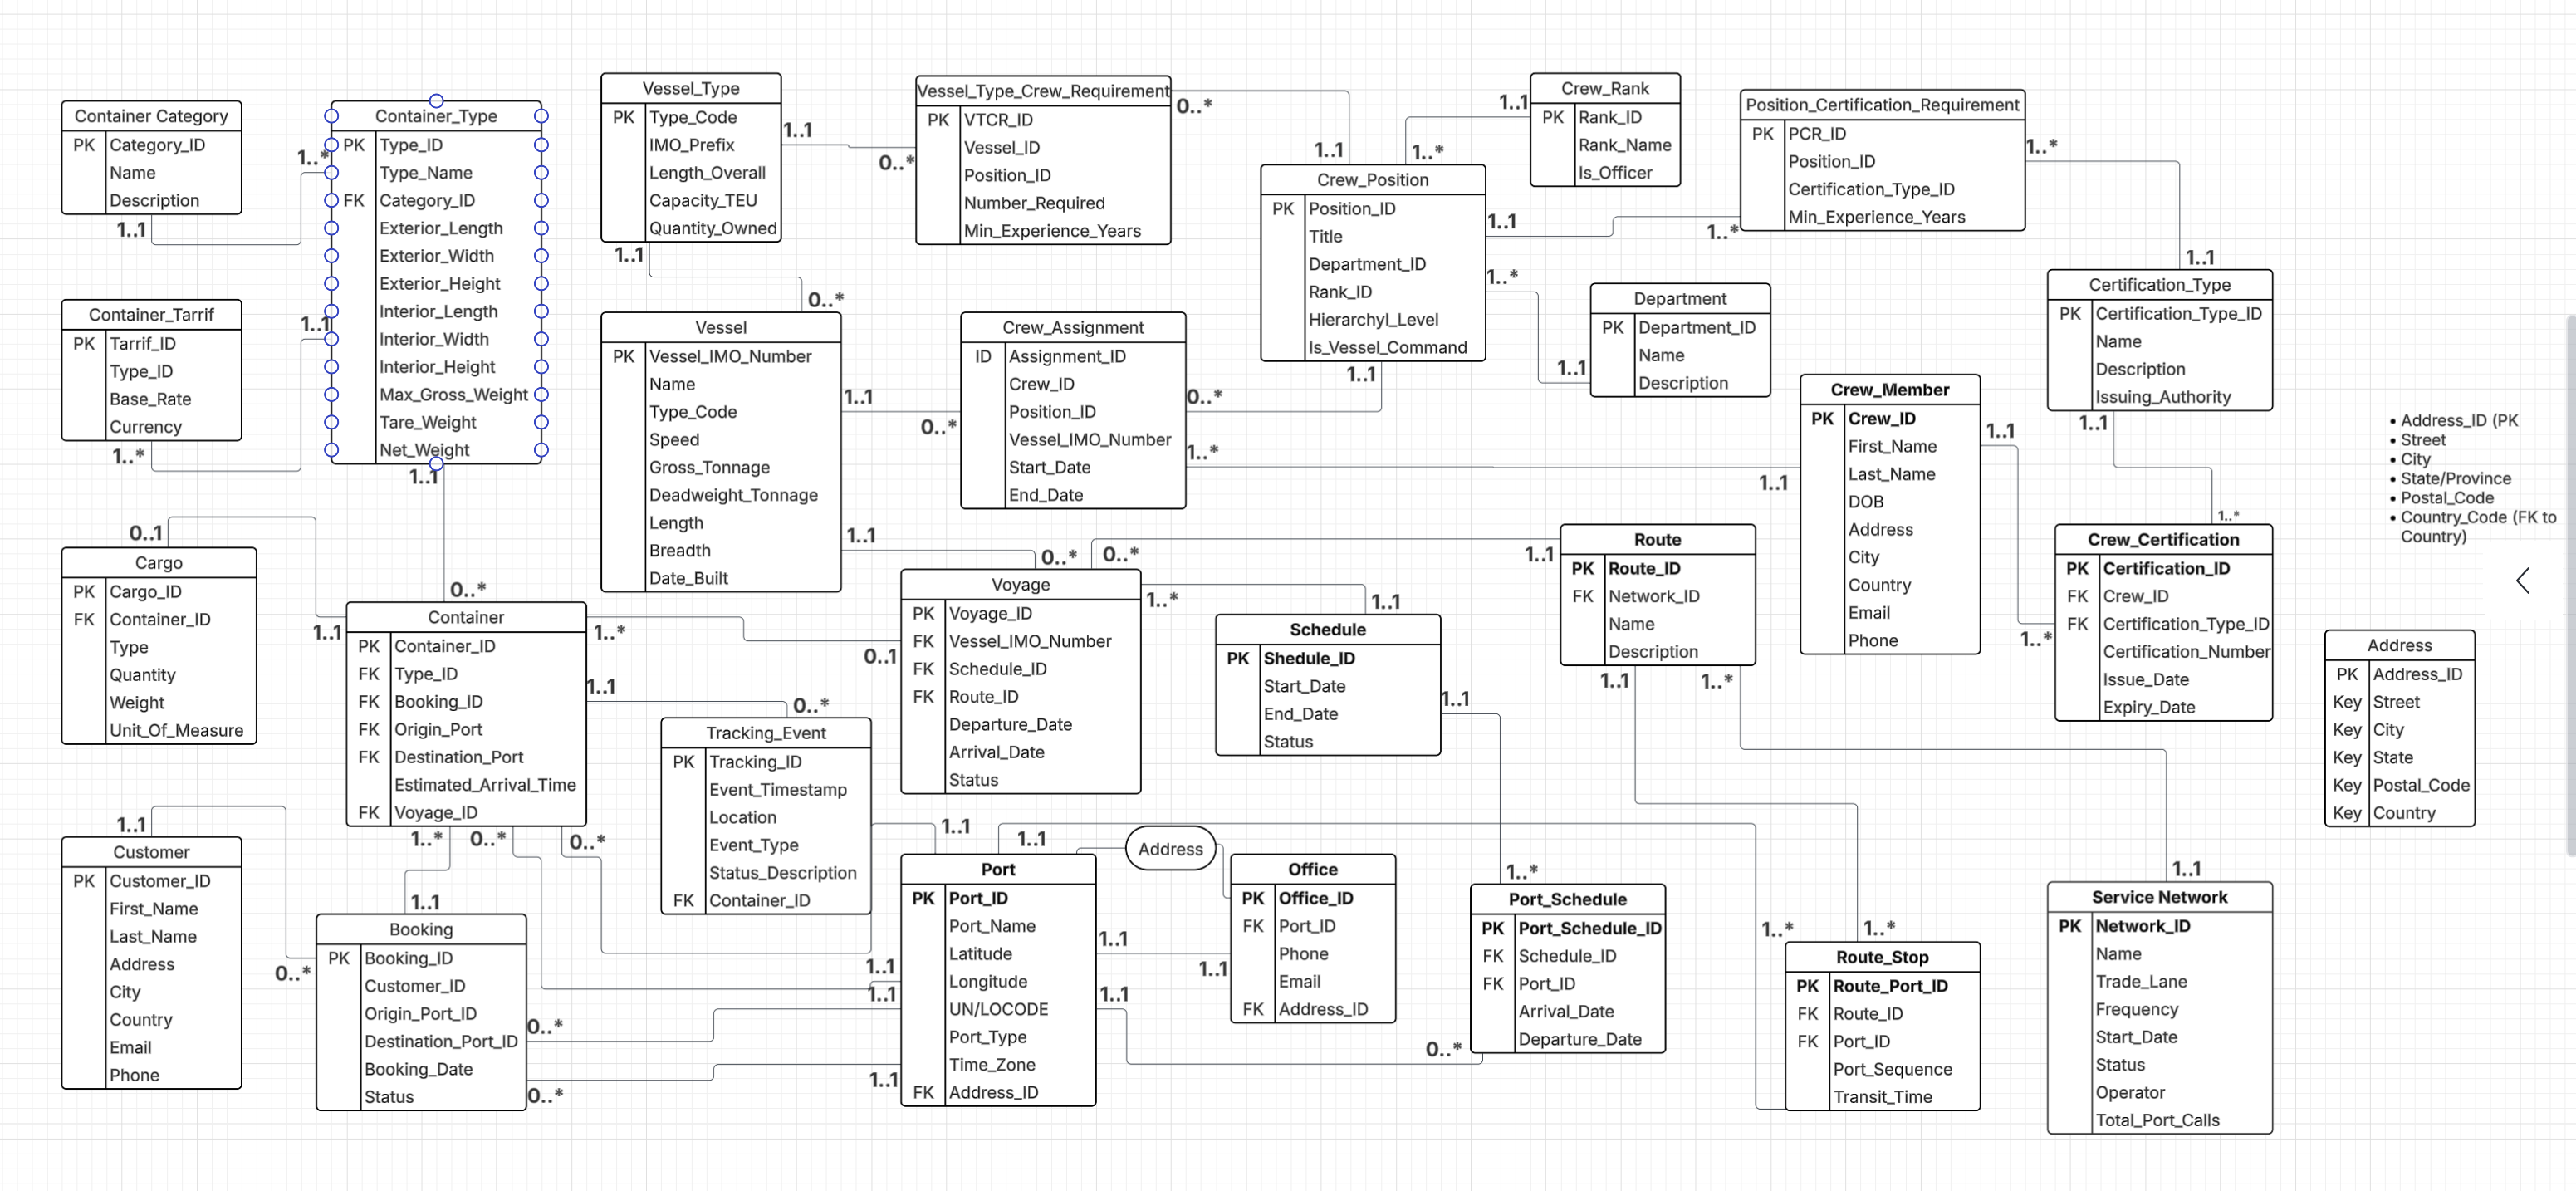 Container Category
PK Category_ID
Name
Description
1..1
1..*
Container_Type
PK Type_ID
Type_Name
FK Category_ID
Exterior_Length
Exterior_Width
Exterior_Height
Interior_Length
Interior_Width
Interior_Height
Max_Gross_Weight
Tare_Weight
Net_Weight
1..1
1..1
Container_Tarrif
PK Tarrif_ID
Type_ID
Base_Rate
Currency
1..*
Vessel_Type
PK Type_Code
IMO_Prefix
Length_Overall
Capacity_TEU
Quantity_Owned
1..1
1..1
0..*
0..*
Vessel_Type_Crew_Requirement
PK VTCR_ID
Vessel_ID
Position_ID
Number_Required
Min_Experience_Years
0..*
1..1
Crew_Rank
PK Rank_ID
Rank_Name
Is_Officer
1..1
1..*
Crew_Position
PK Position_ID
Title
Department_ID
Rank_ID
Hierarchyl_Level
Is_Vessel_Command
1..1
1..*
1..1
Position_Certification_Requirement
PK PCR_ID
Position_ID
Certification_Type_ID
Min_Experience_Years
1..*
1..*
1..1
Department
PK Department_ID
Name
Description
1..1
Certification_Type
PK Certification_Type_ID
Name
Description
Issuing_Authority
1..1
1..*
Vessel
PK Vessel_IMO_Number
Name
Type_Code
Speed
Gross_Tonnage
Deadweight_Tonnage
Length
Breadth
Date_Built
1..1
0..*
1..1
0..*
Crew_Assignment
ID Assignment_ID
Crew_ID
Position_ID
Vessel_IMO_Number
Start_Date
End_Date
0..*
1..*
1..1
Crew_Member
PK Crew_ID
First_Name
Last_Name
DOB
Address
City
Country
Email
Phone
1..1
1..*
• Address_ID (PK
• Street
• City
• State/Province
• Postal_Code
• Country_Code (FK to
Country)
Crew_Certification
PK Certification_ID
FK Crew_ID
FK Certification_Type_ID
Certification_Number
Issue_Date
Expiry_Date
Address
PK Address_ID
Key Street
Key City
Key State
Key Postal_Code
Key Country
0..1
Cargo
PK Cargo_ID
FK Container_ID
Type
Quantity
Weight
Unit_Of_Measure
1..1
0..*
Container
PK Container_ID
FK Type_ID
FK Booking_ID
FK Origin_Port
FK Destination_Port
Estimated_Arrival_Time
FK Voyage_ID
1..*
0..1
1..1
0..*
1..*
0..*
0..*
Tracking_Event
PK Tracking_ID
Event_Timestamp
Location
Event_Type
Status_Description
FK Container_ID
Voyage
PK Voyage_ID
FK Vessel_IMO_Number
FK Schedule_ID
FK Route_ID
Departure_Date
Arrival_Date
Status
0..*
1..1
1..*
1..1
Schedule
PK Shedule_ID
Start_Date
End_Date
Status
1..1
1..*
Route
PK Route_ID
FK Network_ID
Name
Description
1..1
1..*
1..1
1..*
Customer
PK Customer_ID
First_Name
Last_Name
Address
City
Country
Email
Phone
1..1
0..*
1..1
Booking
PK Booking_ID
Customer_ID
Origin_Port_ID
Destination_Port_ID
Booking_Date
Status
0..*
0..*
1..1
1..1
1..1
1..1
1..1
Port
PK Port_ID
Port_Name
Latitude
Longitude
UN/LOCODE
Port_Type
Time_Zone
FK Address_ID
Address
1..1
1..1
1..1
0..*
Office
PK Office_ID
FK Port_ID
Phone
Email
FK Address_ID
Port_Schedule
PK Port_Schedule_ID
FK Schedule_ID
FK Port_ID
Arrival_Date
Departure_Date
1..*
Route_Stop
PK Route_Port_ID
FK Route_ID
FK Port_ID
Port_Sequence
Transit_Time
Service Network
PK Network_ID
Name
Trade_Lane
Frequency
Start_Date
Status
Operator
Total_Port_Calls